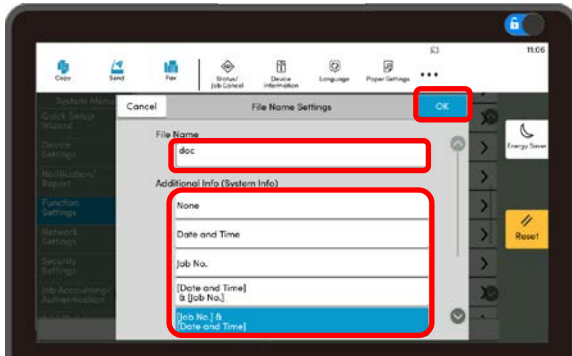 11:06
Copy
Send
Fax
Status/
Job Cancel
Device
Information
Language
Paper Settings
System Menu
Cancel
File Name Settings
OK
Quick Setup
Wizard
Device
Settings
Notification/
Report
Function
Settings
Network
Settings
Security
Settings
Job Accounting/
Authentication
File Name
doc
Additional Info (System Info)
None
Date and Time
Job No.
[Date and Time]
& [Job No.]
[Job No.] &
[Date and Time]
Energy Saver
Reset